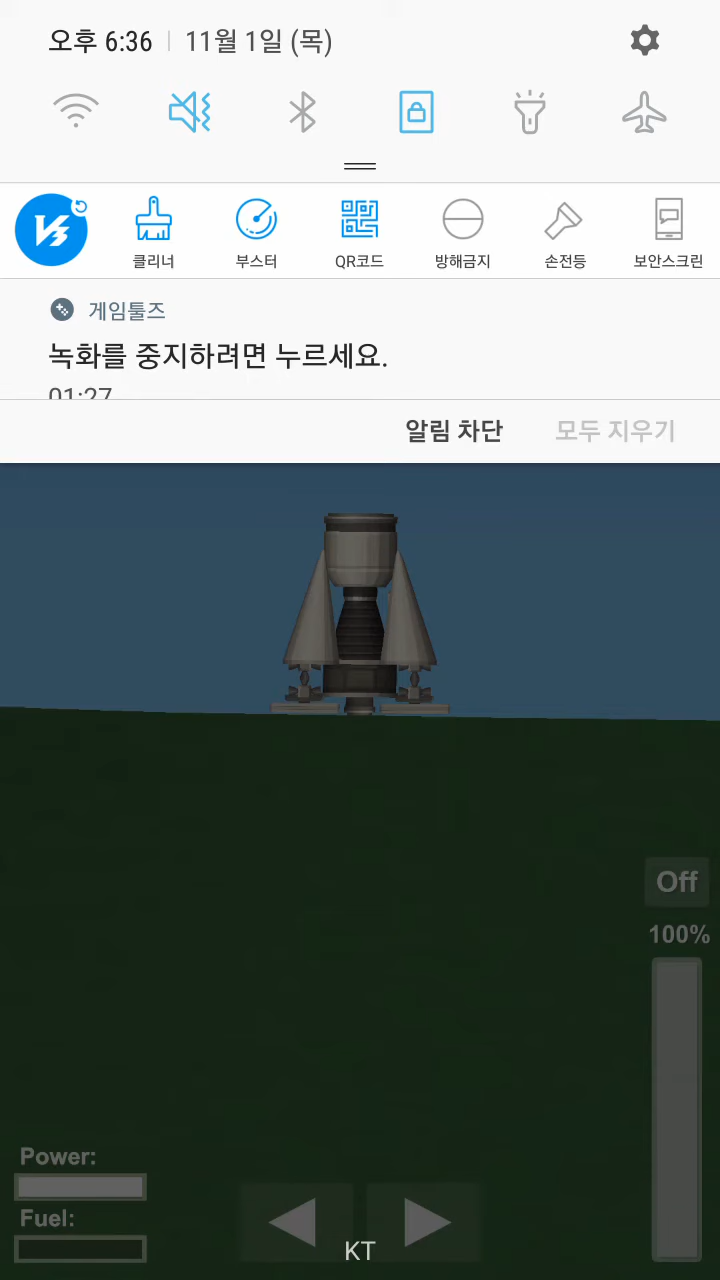 오후 6:36 | 11월 1일 (목)
V3
클리너 부스터 QR코드 방해금지 손전등 보안스크린
게임툴즈
녹화를 중지하려면 누르세요.
01:27
알림 차단 모두 지우기
Off
100%
Power:
Fuel:
KT